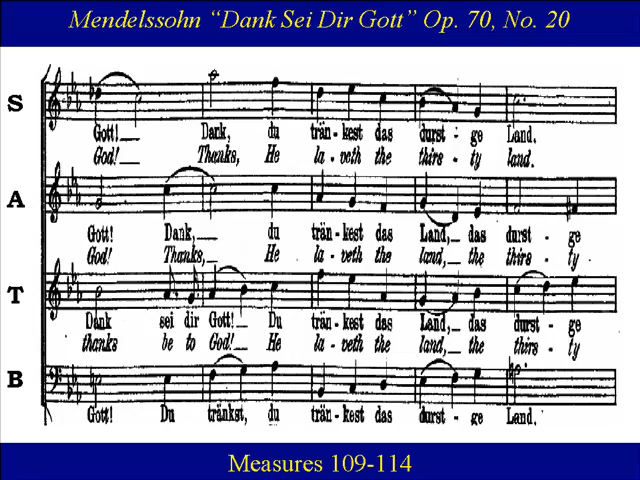 Mendelssohn “Dank Sei Dir Gott” Op. 70, No. 20
S
Gott! Dank, du trän-kest das durst-ge Land.
God! Thanks, He la-veth the thirs-ty land.
A
Gott! Dank, du trän-kest das Land, das durst-ge
God! Thanks, He la-veth the land, the thirs-ty
T
Dank sei dir Gott! Du trän-kest das Land, das durst-ge
thanks be to God! He la-veth the land, the thirs-ty
B
Gott! Du tränkst, du trän-kest das durst-ge Land.
Measures 109-114